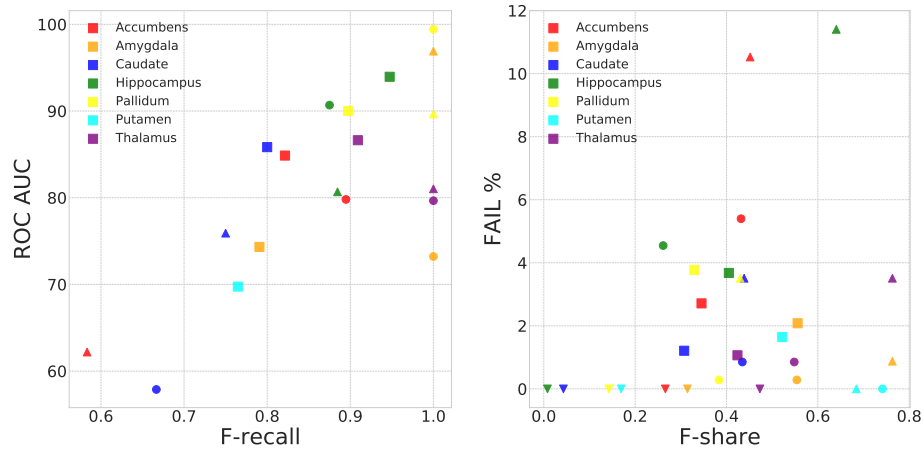 100
90
80
70
60
0.6 0.7 0.8 0.9 1.0
ROC AUC
F-recall
Accumbens
Amygdala
Caudate
Hippocampus
Pallidum
Putamen
Thalamus
12
10
8
6
4
2
0
0.0 0.2 0.4 0.6 0.8
FAIL %
F-share
Accumbens
Amygdala
Caudate
Hippocampus
Pallidum
Putamen
Thalamus